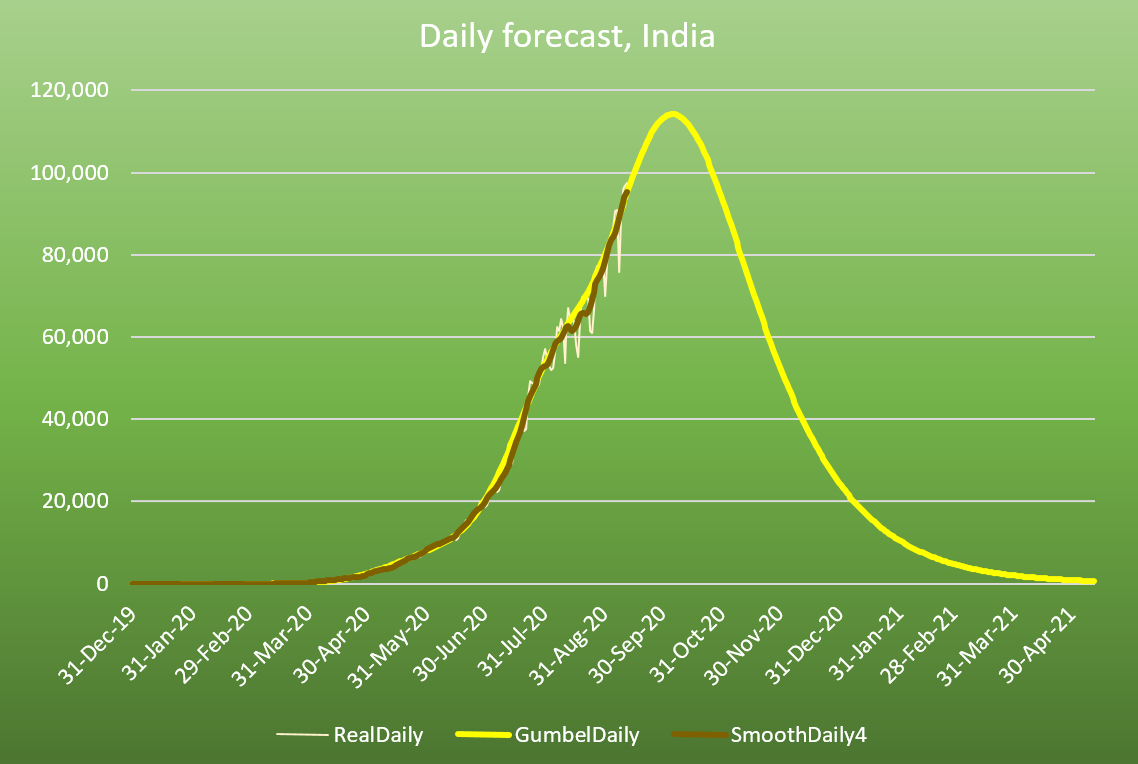 Daily forecast, India
120,000
100,000
80,000
60,000
40,000
20,000
0
31-Dec-19
31-Jan-20
29-Feb-20
31-Mar-20
30-Apr-20
31-May-20
30-Jun-20
31-Jul-20
31-Aug-20
30-Sep-20
31-Oct-20
30-Nov-20
31-Dec-20
31-Jan-21
28-Feb-21
31-Mar-21
30-Apr-21
RealDaily
GumbelDaily
SmoothDaily4